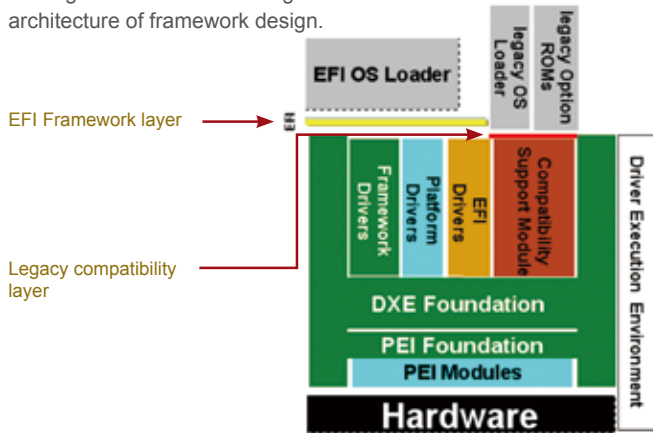 architecture of framework design.
EFI OS Loader
legacy OS
Loader
legacy Option
ROMs
EFI Framework layer
EFI
Framework
Drivers
Platform
Drivers
EFI
Drivers
Compatibility
Support Module
Driver Execution Environment
Legacy compatibility
layer
DXE Foundation
PEI Foundation
PEI Modules
Hardware